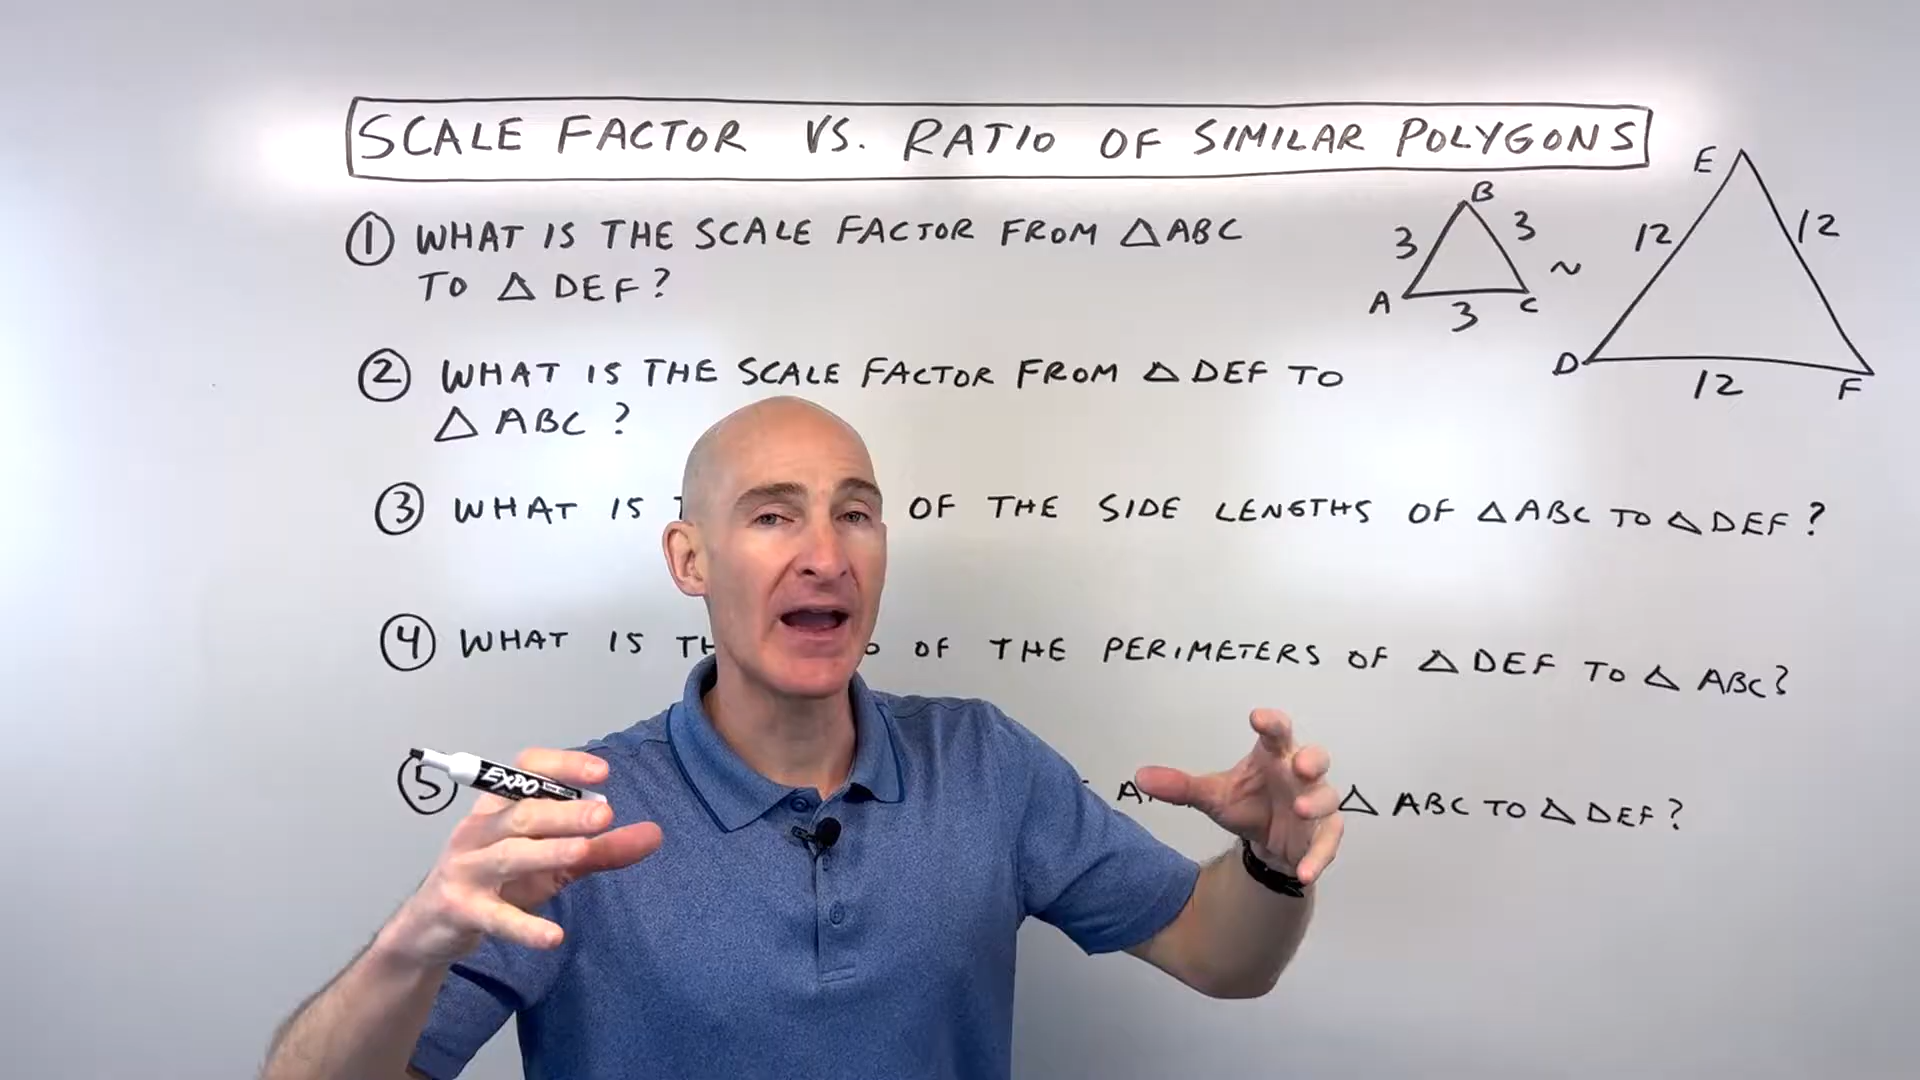 SCALE FACTOR VS. RATIO OF SIMILAR POLYGONS
① WHAT IS THE SCALE FACTOR FROM △ABC
TO △ DEF?
B
3
3
A
3
C
~
E
12
12
D
12
F
② WHAT IS THE SCALE FACTOR FROM △ DEF TO
△ ABC ?
③ WHAT IS OF THE SIDE LENGTHS OF △ABC TO △DEF?
④ WHAT IS OF THE PERIMETERS OF △DEF TO △ ABC?
⑤ △ ABC TO △DEF?
EXPO